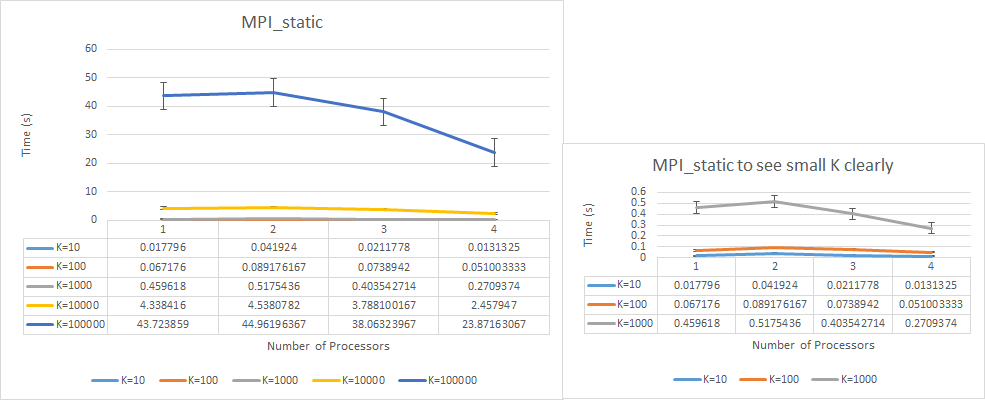 MPI_static
60
50
40
30
20
10
0
Time (s)
1 2 3 4
K=10 0.017796 0.041924 0.0211778 0.0131325
K=100 0.067176 0.089176167 0.0738942 0.051003333
K=1000 0.459618 0.5175436 0.403542714 0.2709374
K=10000 4.338416 4.5380782 3.788100167 2.457947
K=100000 43.723859 44.96196367 38.06323967 23.87163067
Number of Processors
K=10 K=100 K=1000 K=10000 K=100000
MPI_static to see small K clearly
0.6
0.5
0.4
0.3
0.2
0.1
0
Time (s)
1 2 3 4
K=10 0.017796 0.041924 0.0211778 0.0131325
K=100 0.067176 0.089176167 0.0738942 0.051003333
K=1000 0.459618 0.5175436 0.403542714 0.2709374
Number of Processors
K=10 K=100 K=1000